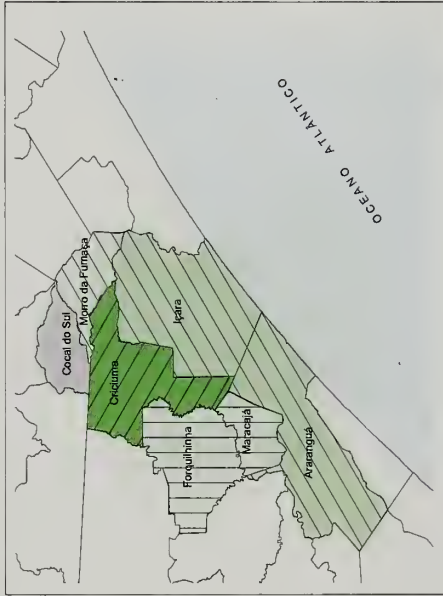 Cocal do Sul
Morro da Fumaça
Criciúma
Içara
Forquilhinha
Maracajá
Araranguá
OCEANO ATLÂNTICO